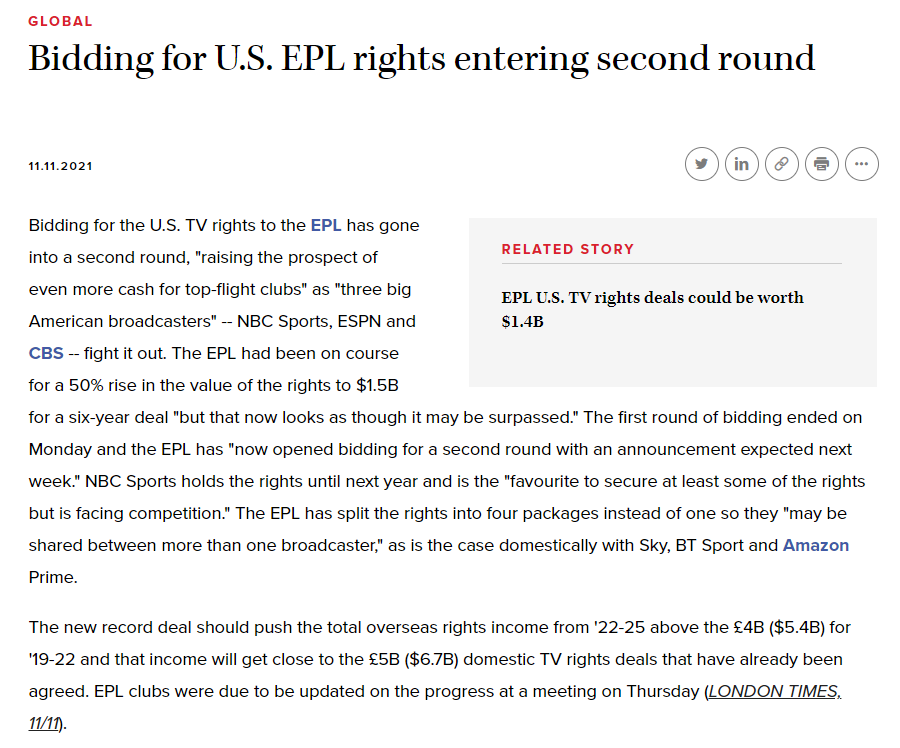 GLOBAL
Bidding for U.S. EPL rights entering second round
11.11.2021
Bidding for the U.S. TV rights to the EPL has gone
into a second round, "raising the prospect of
even more cash for top-flight clubs" as "three big
American broadcasters" -- NBC Sports, ESPN and
CBS -- fight it out. The EPL had been on course
for a 50% rise in the value of the rights to $1.5B
for a six-year deal "but that now looks as though it may be surpassed." The first round of bidding ended on
Monday and the EPL has "now opened bidding for a second round with an announcement expected next
week." NBC Sports holds the rights until next year and is the "favourite to secure at least some of the rights
but is facing competition." The EPL has split the rights into four packages instead of one so they "may be
shared between more than one broadcaster," as is the case domestically with Sky, BT Sport and Amazon
Prime.
The new record deal should push the total overseas rights income from '22-25 above the £4B ($5.4B) for
'19-22 and that income will get close to the £5B ($6.7B) domestic TV rights deals that have already been
agreed. EPL clubs were due to be updated on the progress at a meeting on Thursday (LONDON TIMES,
11/11).
RELATED STORY
EPL U.S. TV rights deals could be worth
$1.4B